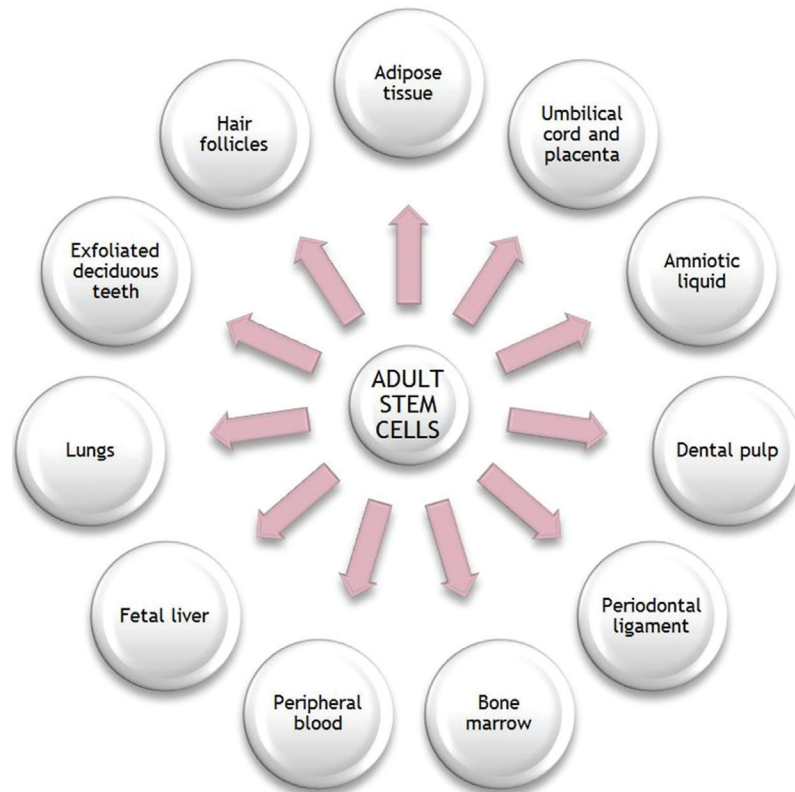 Adipose
tissue
Umbilical
cord and
placenta
Amniotic
liquid
Dental pulp
Periodontal
ligament
Bone
marrow
Peripheral
blood
Fetal liver
Lungs
Exfoliated
deciduous
teeth
Hair
follicles
ADULT
STEM
CELLS